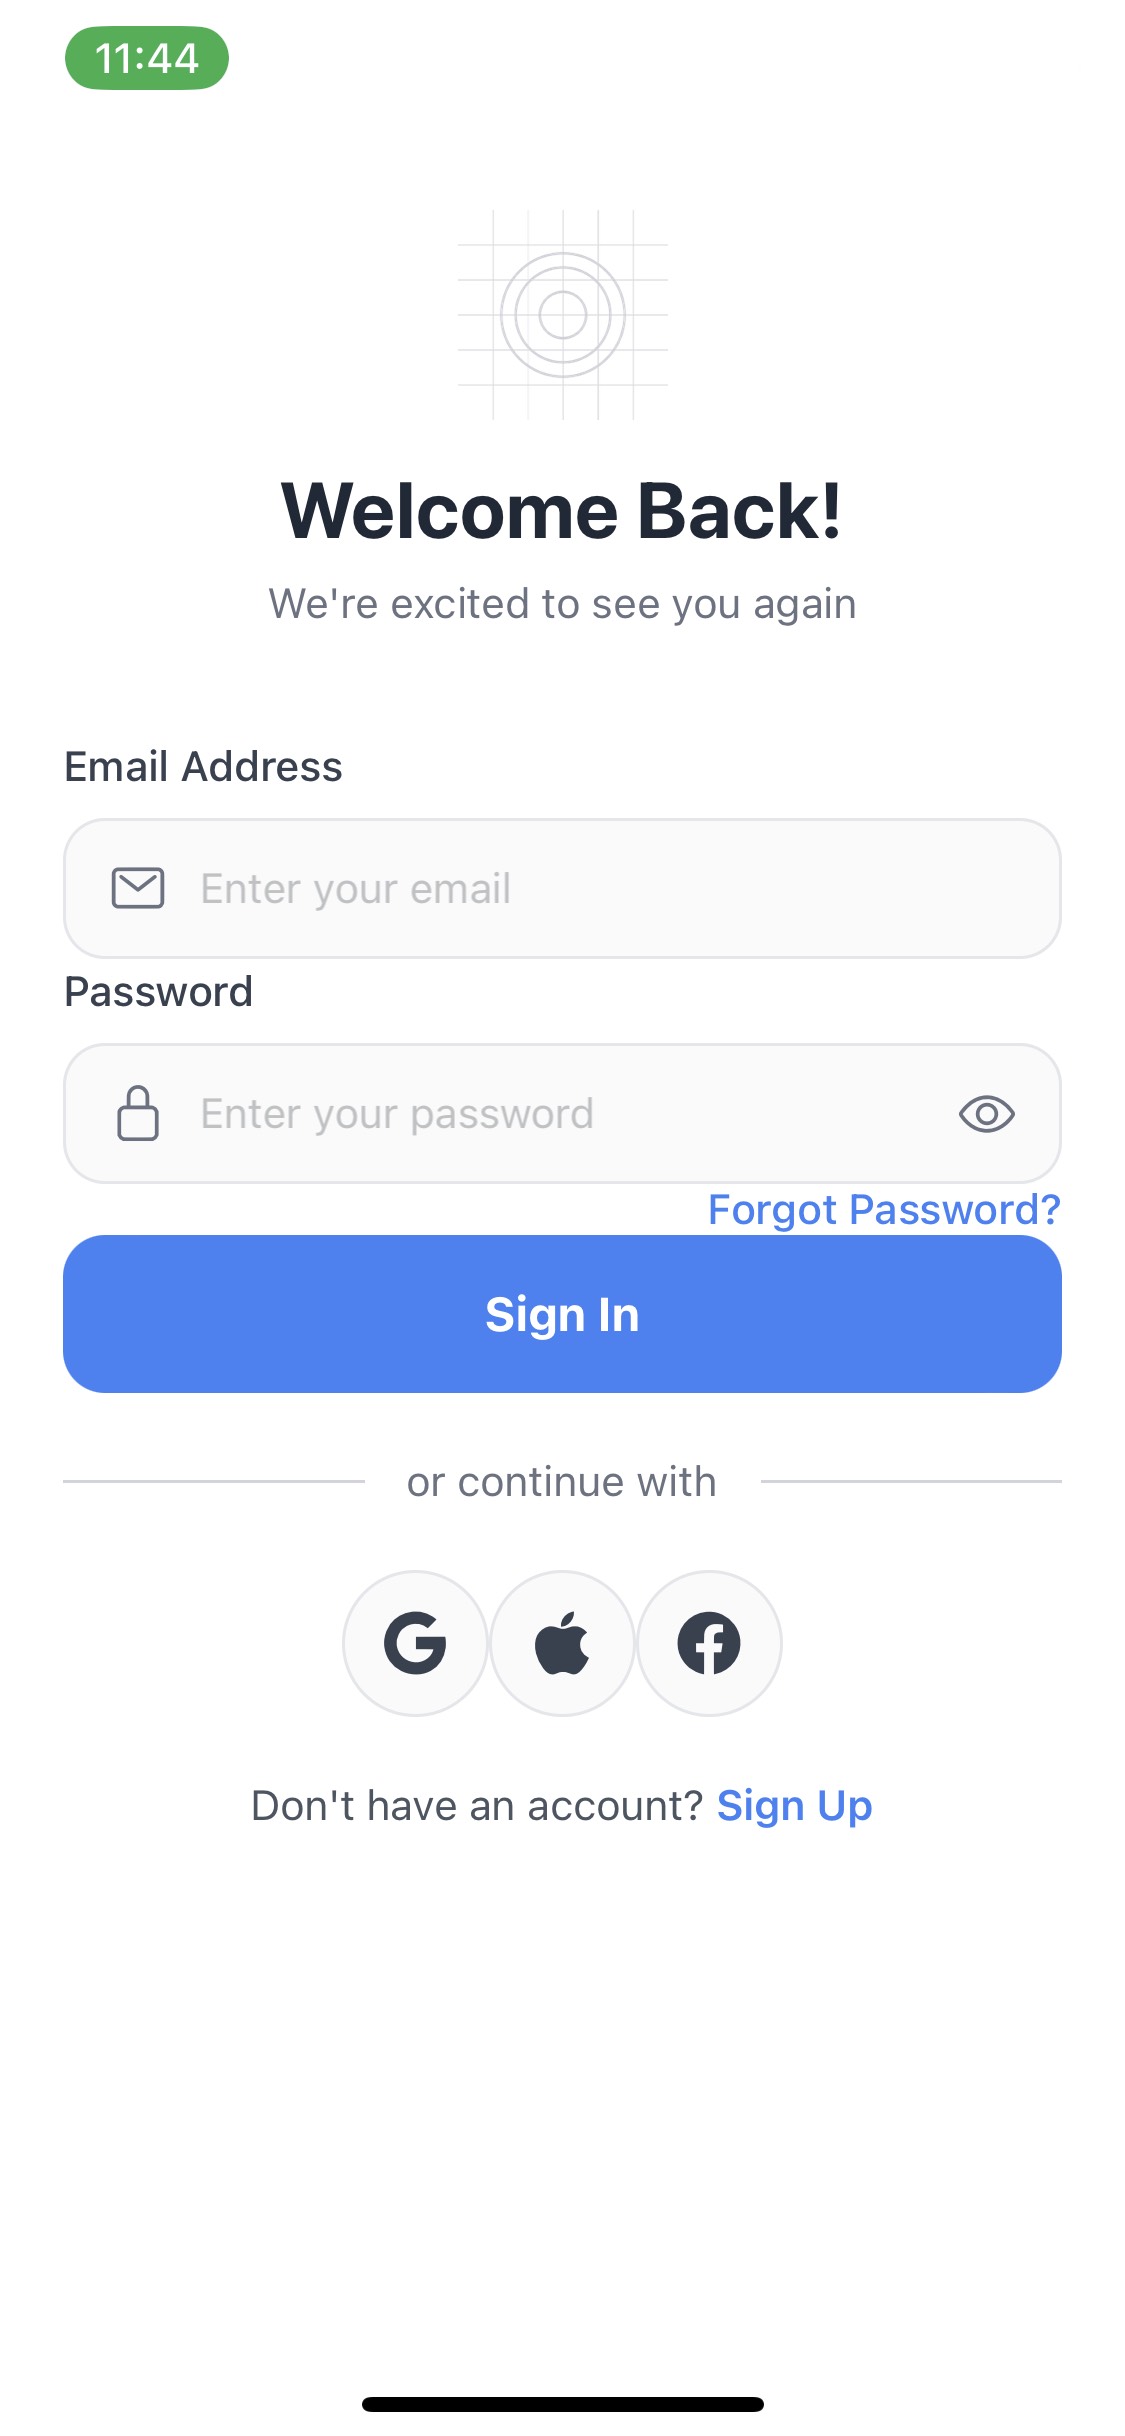 11:44
Welcome Back!
We're excited to see you again
Email Address
Enter your email
Password
Enter your password
Forgot Password?
Sign In
or continue with
Don't have an account? Sign Up